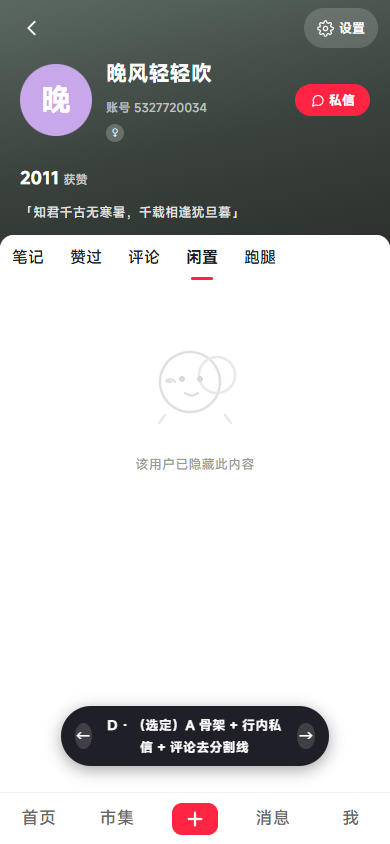 设置
晚
晚风轻轻吹
账号 5327720034
私信
2011 获赞
「知君千古无寒暑，千载相逢犹旦暮」
笔记 赞过 评论 闲置 跑腿
该用户已隐藏此内容
← D · （选定）A 骨架 + 行内私 →
信 + 评论去分割线
首页 市集 + 消息 我